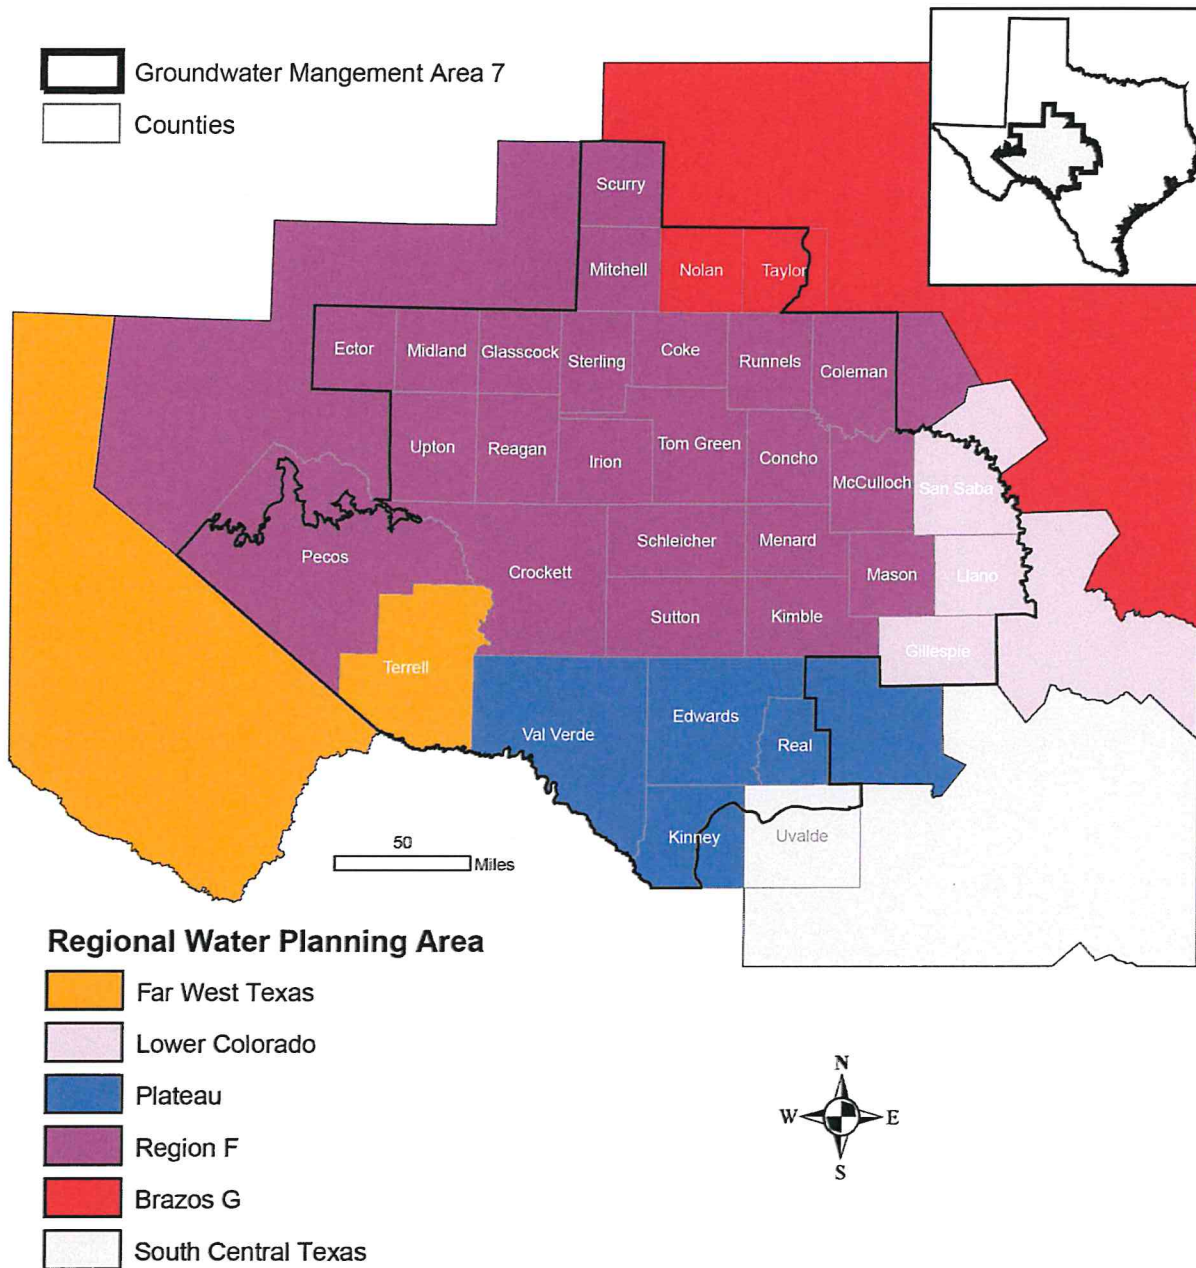 Groundwater Mangement Area 7
Counties
Scurry
Mitchell
Nolan
Taylor
Ector
Midland
Glasscock
Sterling
Coke
Runnels
Coleman
Upton
Reagan
Irion
Tom Green
Concho
McCulloch
San Saba
Pecos
Crockett
Schleicher
Menard
Mason
Llano
Sutton
Kimble
Gillespie
Terrell
Val Verde
Edwards
Real
Kinney
Uvalde
50
Miles
Regional Water Planning Area
Far West Texas
Lower Colorado
Plateau
Region F
Brazos G
South Central Texas
N
W
E
S